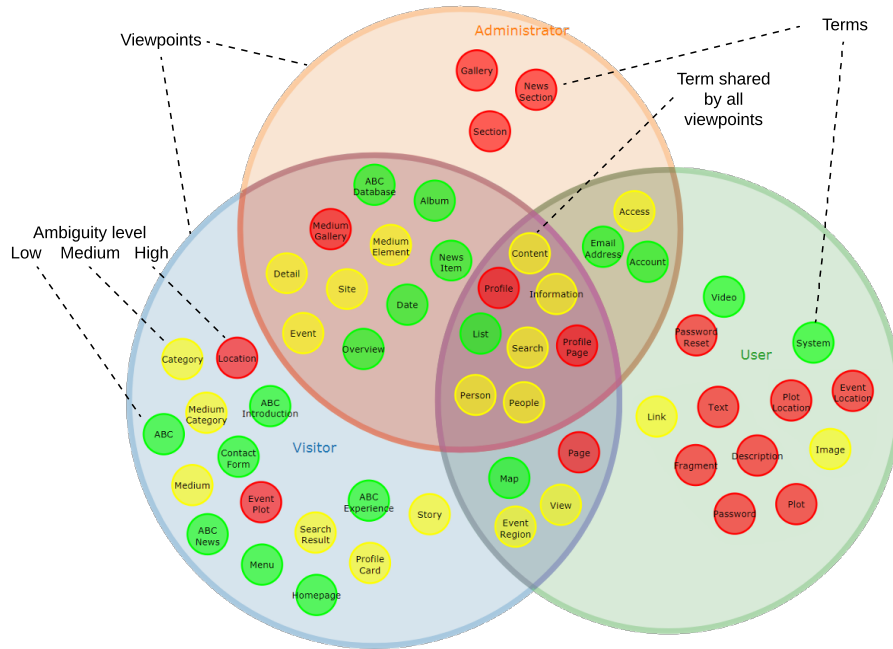 Administrator
Terms
Viewpoints
Gallery
News
Section
Term shared
by all
viewpoints
Section
ABC
Database
Album
Access
Medium
Gallery
Medium
Element
Ambiguity level
Low
Medium
High
News
Item
Content
Email
Address
Account
Detail
Site
Profile
Information
Date
Video
Event
List
Password
Reset
System
Overview
Search
Profile
Page
User
Category
Location
Person
People
Event
Location
Plot
Location
Text
Link
Medium
Category
ABC
Introduction
ABC
Visitor
Contact
Form
Page
Description
Image
Fragment
Medium
Map
Event
Plot
ABC
Experience
Story
View
Plot
Password
Event
Region
ABC
News
Search
Result
Menu
Profile
Card
Homepage